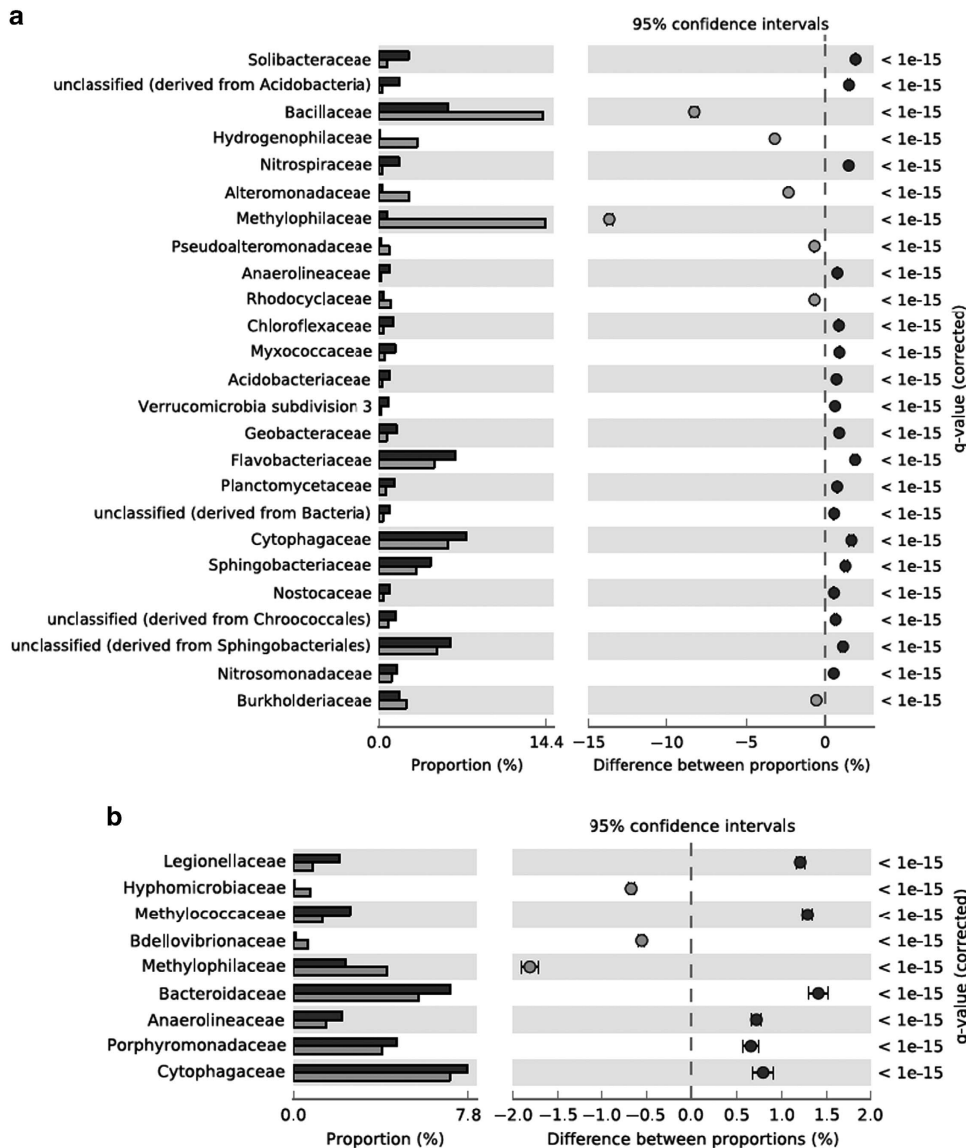 a
95% confidence intervals
Solibacteraceae < 1e-15
unclassified (derived from Acidobacteria) < 1e-15
Bacillaceae < 1e-15
Hydrogenophilaceae < 1e-15
Nitrospiraceae < 1e-15
Alteromonadaceae < 1e-15
Methylophilaceae < 1e-15
Pseudoalteromonadaceae < 1e-15
Anaerolineaceae < 1e-15
Rhodocyclaceae < 1e-15
Chloroflexaceae < 1e-15
Myxococcaceae < 1e-15
Acidobacteriaceae < 1e-15
Verrucomicrobia subdivision 3 < 1e-15
Geobacteraceae < 1e-15
Flavobacteriaceae < 1e-15
Planctomycetaceae < 1e-15
unclassified (derived from Bacteria) < 1e-15
Cytophagaceae < 1e-15
Sphingobacteriaceae < 1e-15
Nostocaceae < 1e-15
unclassified (derived from Chroococcales) < 1e-15
unclassified (derived from Sphingobacteriales) < 1e-15
Nitrosomonadaceae < 1e-15
Burkholderiaceae < 1e-15
q-value (corrected)
0.0 14.4 −15 −10 −5 0
Proportion (%) Difference between proportions (%)
b
95% confidence intervals
Legionellaceae < 1e-15
Hyphomicrobiaceae < 1e-15
Methylococcaceae < 1e-15
Bdellovibrionaceae < 1e-15
Methylophilaceae < 1e-15
Bacteroidaceae < 1e-15
Anaerolineaceae < 1e-15
Porphyromonadaceae < 1e-15
Cytophagaceae < 1e-15
q-value (corrected)
0.0 7.8 −2.0 −1.5 −1.0 −0.5 0.0 0.5 1.0 1.5 2.0
Proportion (%) Difference between proportions (%)